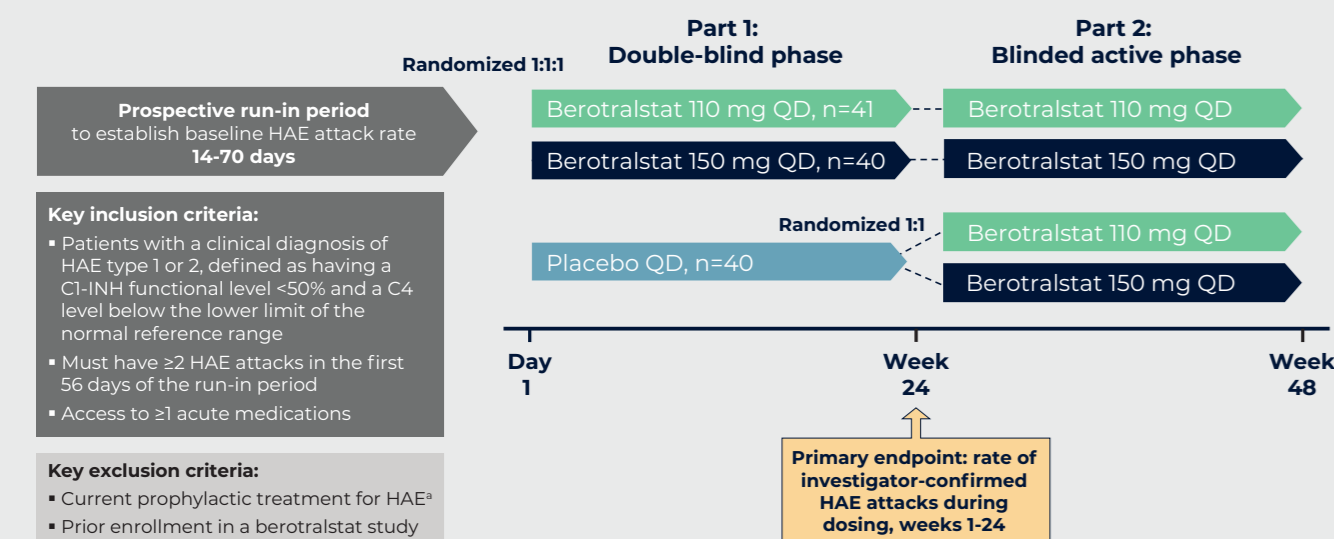 Part 1:
Double-blind phase
Part 2:
Blinded active phase
Randomized 1:1:1
Prospective run-in period
to establish baseline HAE attack rate
14-70 days
Berotralstat 110 mg QD, n=41
Berotralstat 110 mg QD
Berotralstat 150 mg QD, n=40
Berotralstat 150 mg QD
Key inclusion criteria:
▪ Patients with a clinical diagnosis of
HAE type 1 or 2, defined as having a
C1-INH functional level <50% and a C4
level below the lower limit of the
normal reference range
▪ Must have ≥2 HAE attacks in the first
56 days of the run-in period
▪ Access to ≥1 acute medications
Randomized 1:1
Placebo QD, n=40
Berotralstat 110 mg QD
Berotralstat 150 mg QD
Day
1
Week
24
Week
48
Key exclusion criteria:
▪ Current prophylactic treatment for HAEᵃ
▪ Prior enrollment in a berotralstat study
Primary endpoint: rate of
investigator-confirmed
HAE attacks during
dosing, weeks 1-24